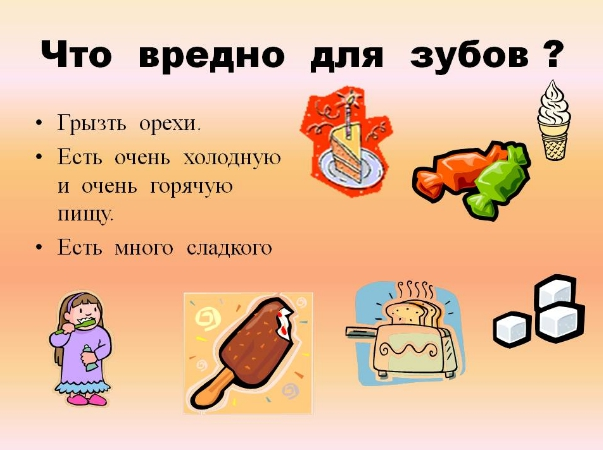 Что вредно для зубов ?
• Грызть орехи.
• Есть очень холодную
и очень горячую
пищу.
• Есть много сладкого